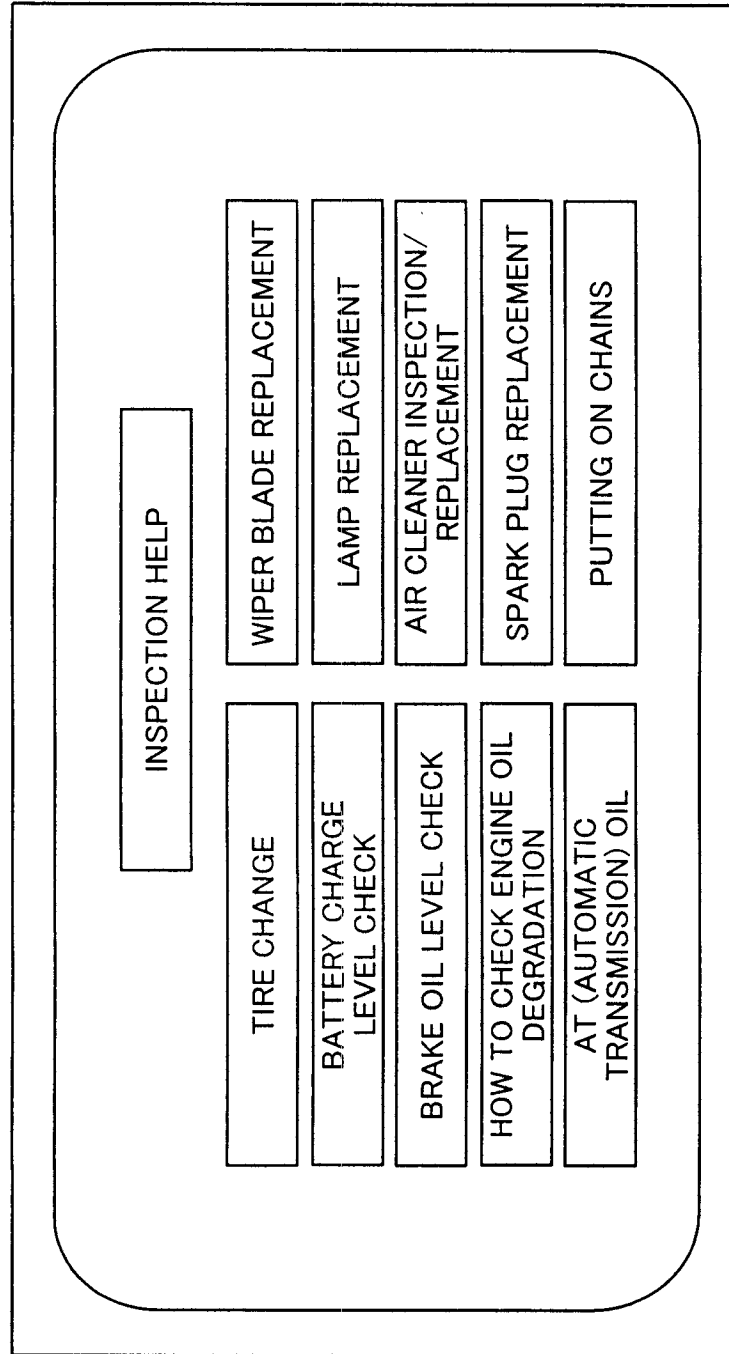 INSPECTION HELP
TIRE CHANGE
BATTERY CHARGE
LEVEL CHECK
BRAKE OIL LEVEL CHECK
HOW TO CHECK ENGINE OIL
DEGRADATION
AT (AUTOMATIC
TRANSMISSION) OIL
WIPER BLADE REPLACEMENT
LAMP REPLACEMENT
AIR CLEANER INSPECTION/
REPLACEMENT
SPARK PLUG REPLACEMENT
PUTTING ON CHAINS